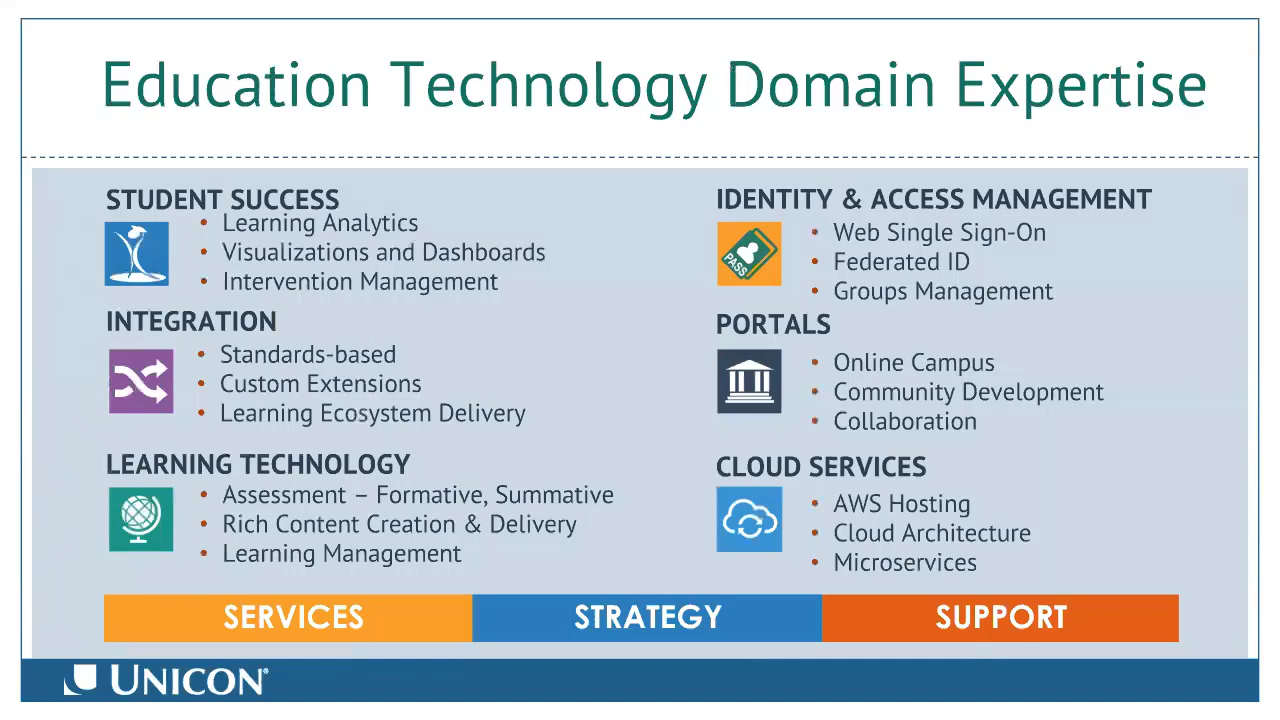 Education Technology Domain Expertise
STUDENT SUCCESS
• Learning Analytics
• Visualizations and Dashboards
• Intervention Management
INTEGRATION
• Standards-based
• Custom Extensions
• Learning Ecosystem Delivery
LEARNING TECHNOLOGY
• Assessment – Formative, Summative
• Rich Content Creation & Delivery
• Learning Management
IDENTITY & ACCESS MANAGEMENT
PASS
• Web Single Sign-On
• Federated ID
• Groups Management
PORTALS
• Online Campus
• Community Development
• Collaboration
CLOUD SERVICES
• AWS Hosting
• Cloud Architecture
• Microservices
SERVICES
STRATEGY
SUPPORT
UNICON®